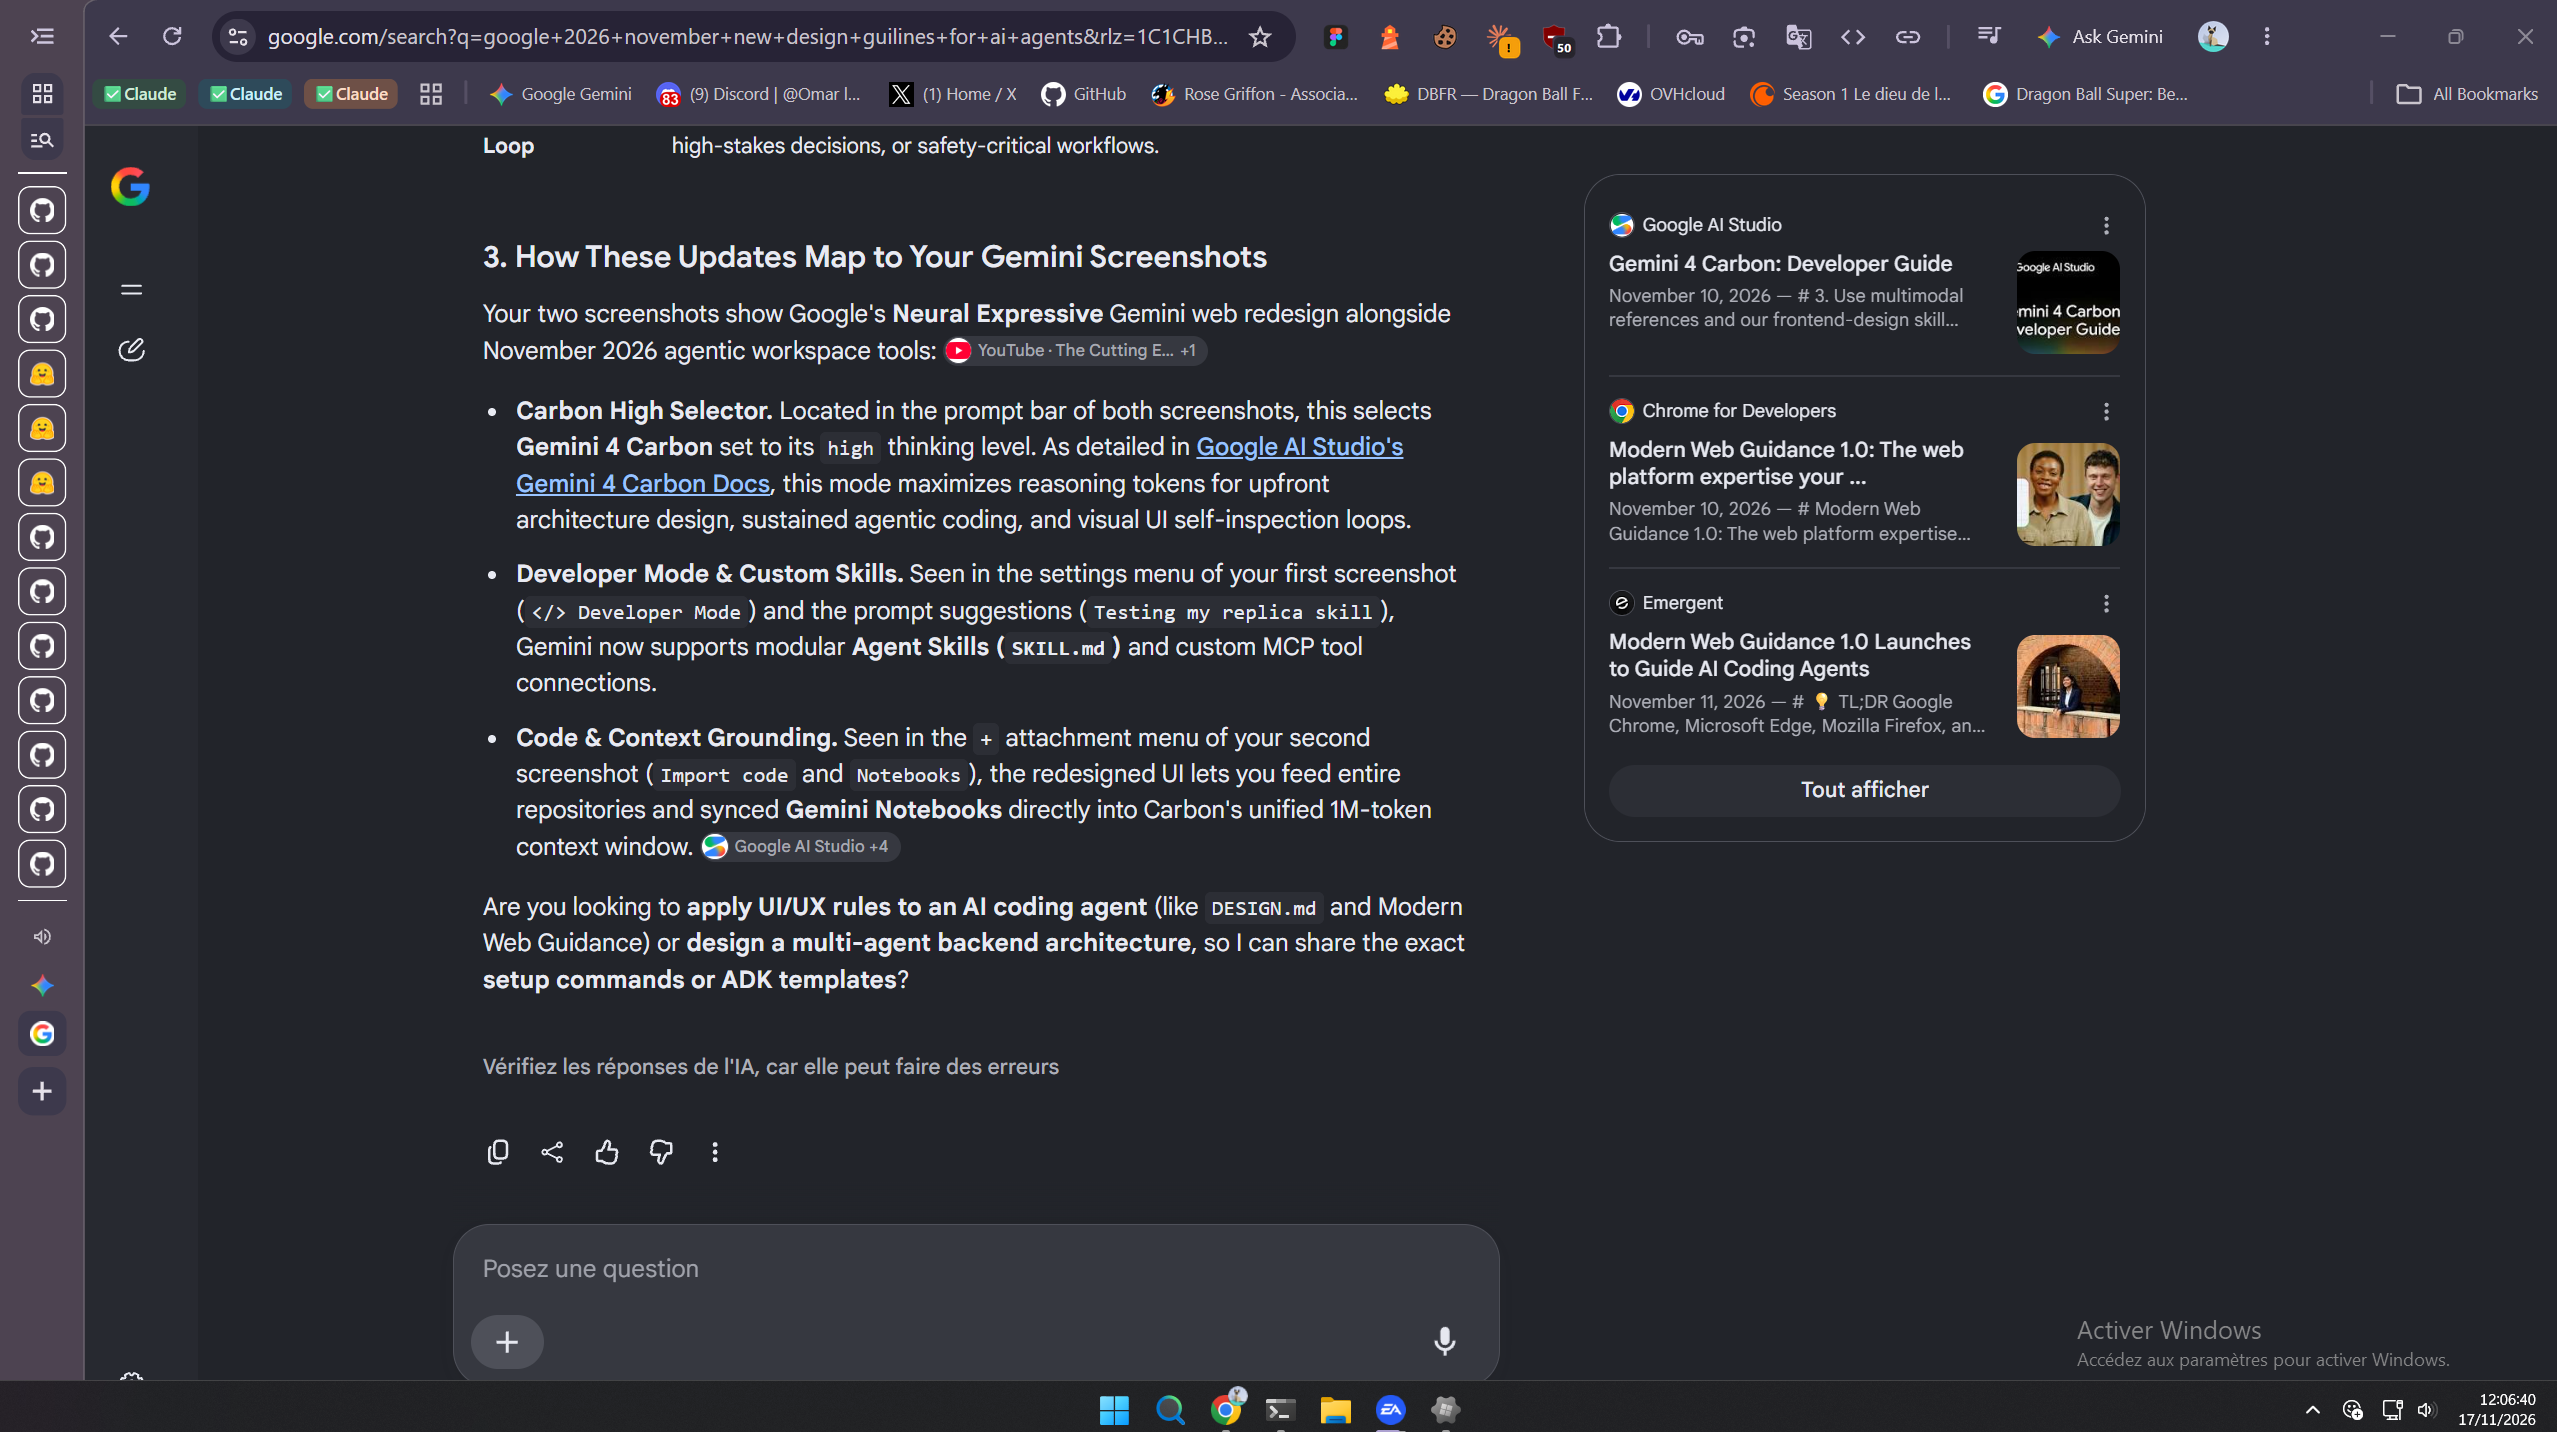 google.com/search?q=google+2026+november+new+design+guilines+for+ai+agents&rlz=1C1CHB...
!
50
Ask Gemini
Claude
Claude
Claude
Google Gemini
83
(9) Discord | @Omar l...
(1) Home / X
GitHub
Rose Griffon - Associa...
DBFR — Dragon Ball F...
OVHcloud
Season 1 Le dieu de l...
Dragon Ball Super: Be...
All Bookmarks
Loop
high-stakes decisions, or safety-critical workflows.
3. How These Updates Map to Your Gemini Screenshots
Your two screenshots show Google's Neural Expressive Gemini web redesign alongside
November 2026 agentic workspace tools: YouTube · The Cutting E... +1
• Carbon High Selector. Located in the prompt bar of both screenshots, this selects
Gemini 4 Carbon set to its high thinking level. As detailed in Google AI Studio's
Gemini 4 Carbon Docs, this mode maximizes reasoning tokens for upfront
architecture design, sustained agentic coding, and visual UI self-inspection loops.
• Developer Mode & Custom Skills. Seen in the settings menu of your first screenshot
(</> Developer Mode) and the prompt suggestions (Testing my replica skill),
Gemini now supports modular Agent Skills (SKILL.md) and custom MCP tool
connections.
• Code & Context Grounding. Seen in the + attachment menu of your second
screenshot (Import code and Notebooks), the redesigned UI lets you feed entire
repositories and synced Gemini Notebooks directly into Carbon's unified 1M-token
context window. Google AI Studio +4
Are you looking to apply UI/UX rules to an AI coding agent (like DESIGN.md and Modern
Web Guidance) or design a multi-agent backend architecture, so I can share the exact
setup commands or ADK templates?
Vérifiez les réponses de l'IA, car elle peut faire des erreurs
Posez une question
Google AI Studio
Gemini 4 Carbon: Developer Guide
November 10, 2026 — # 3. Use multimodal
references and our frontend-design skill...
Google AI Studio
mini 4 Carbon
veloper Guide
Chrome for Developers
Modern Web Guidance 1.0: The web
platform expertise your ...
November 10, 2026 — # Modern Web
Guidance 1.0: The web platform expertise...
Emergent
Modern Web Guidance 1.0 Launches
to Guide AI Coding Agents
November 11, 2026 — # 💡 TL;DR Google
Chrome, Microsoft Edge, Mozilla Firefox, an...
Tout afficher
Activer Windows
Accédez aux paramètres pour activer Windows.
EA
12:06:40
17/11/2026